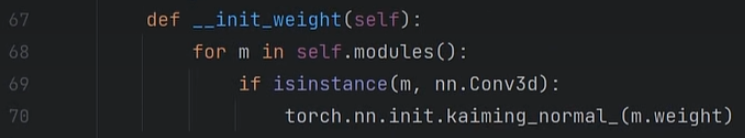 67 def __init_weight(self):
68 for m in self.modules():
69 if isinstance(m, nn.Conv3d):
70 torch.nn.init.kaiming_normal_(m.weight)